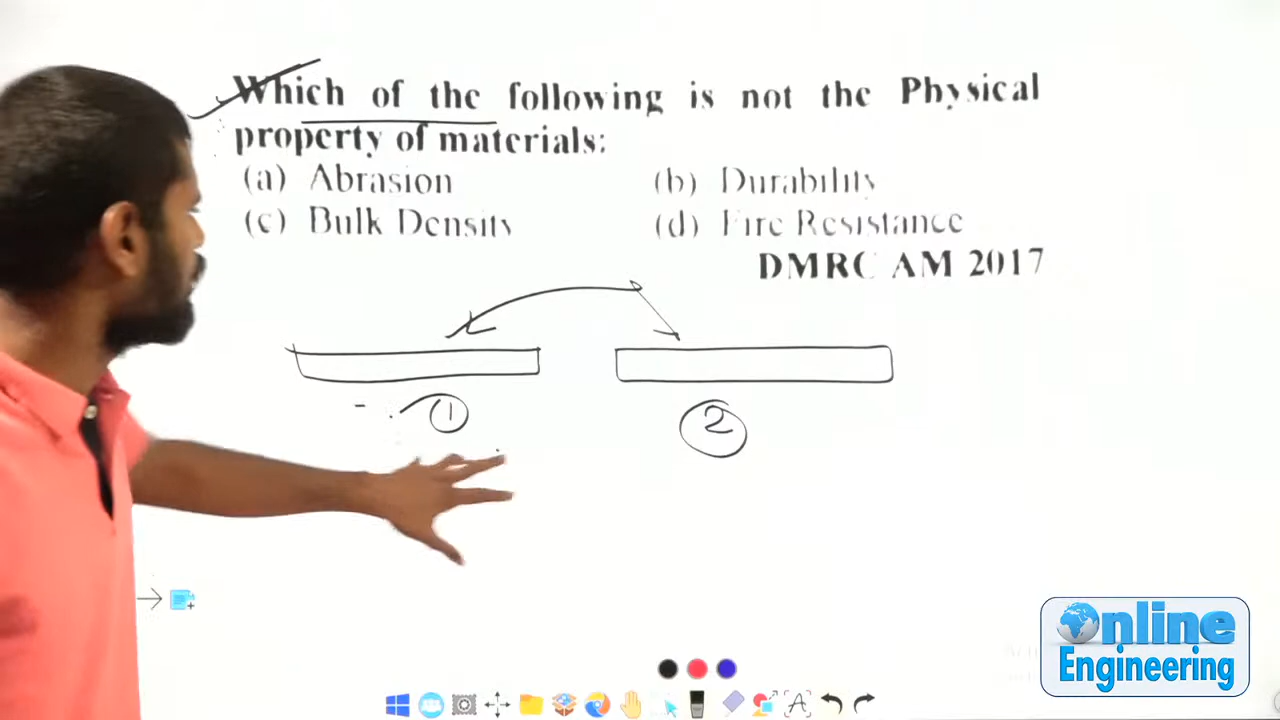 Which of the following is not the Physical
property of materials:
(a) Abrasion (b) Durability
(c) Bulk Density (d) Fire Resistance
DMRC AM 2017
1 2
A
Online
Engineering